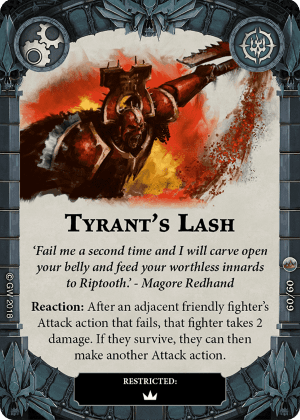 TYRANT'S LASH
'Fail me a second time and I will carve open
your belly and feed your worthless innards
to Riptooth.' - Magore Redhand
Reaction: After an adjacent friendly fighter's
Attack action that fails, that fighter takes 2
damage. If they survive, they can then
make another Attack action.
RESTRICTED:
© GW 2018
60/60